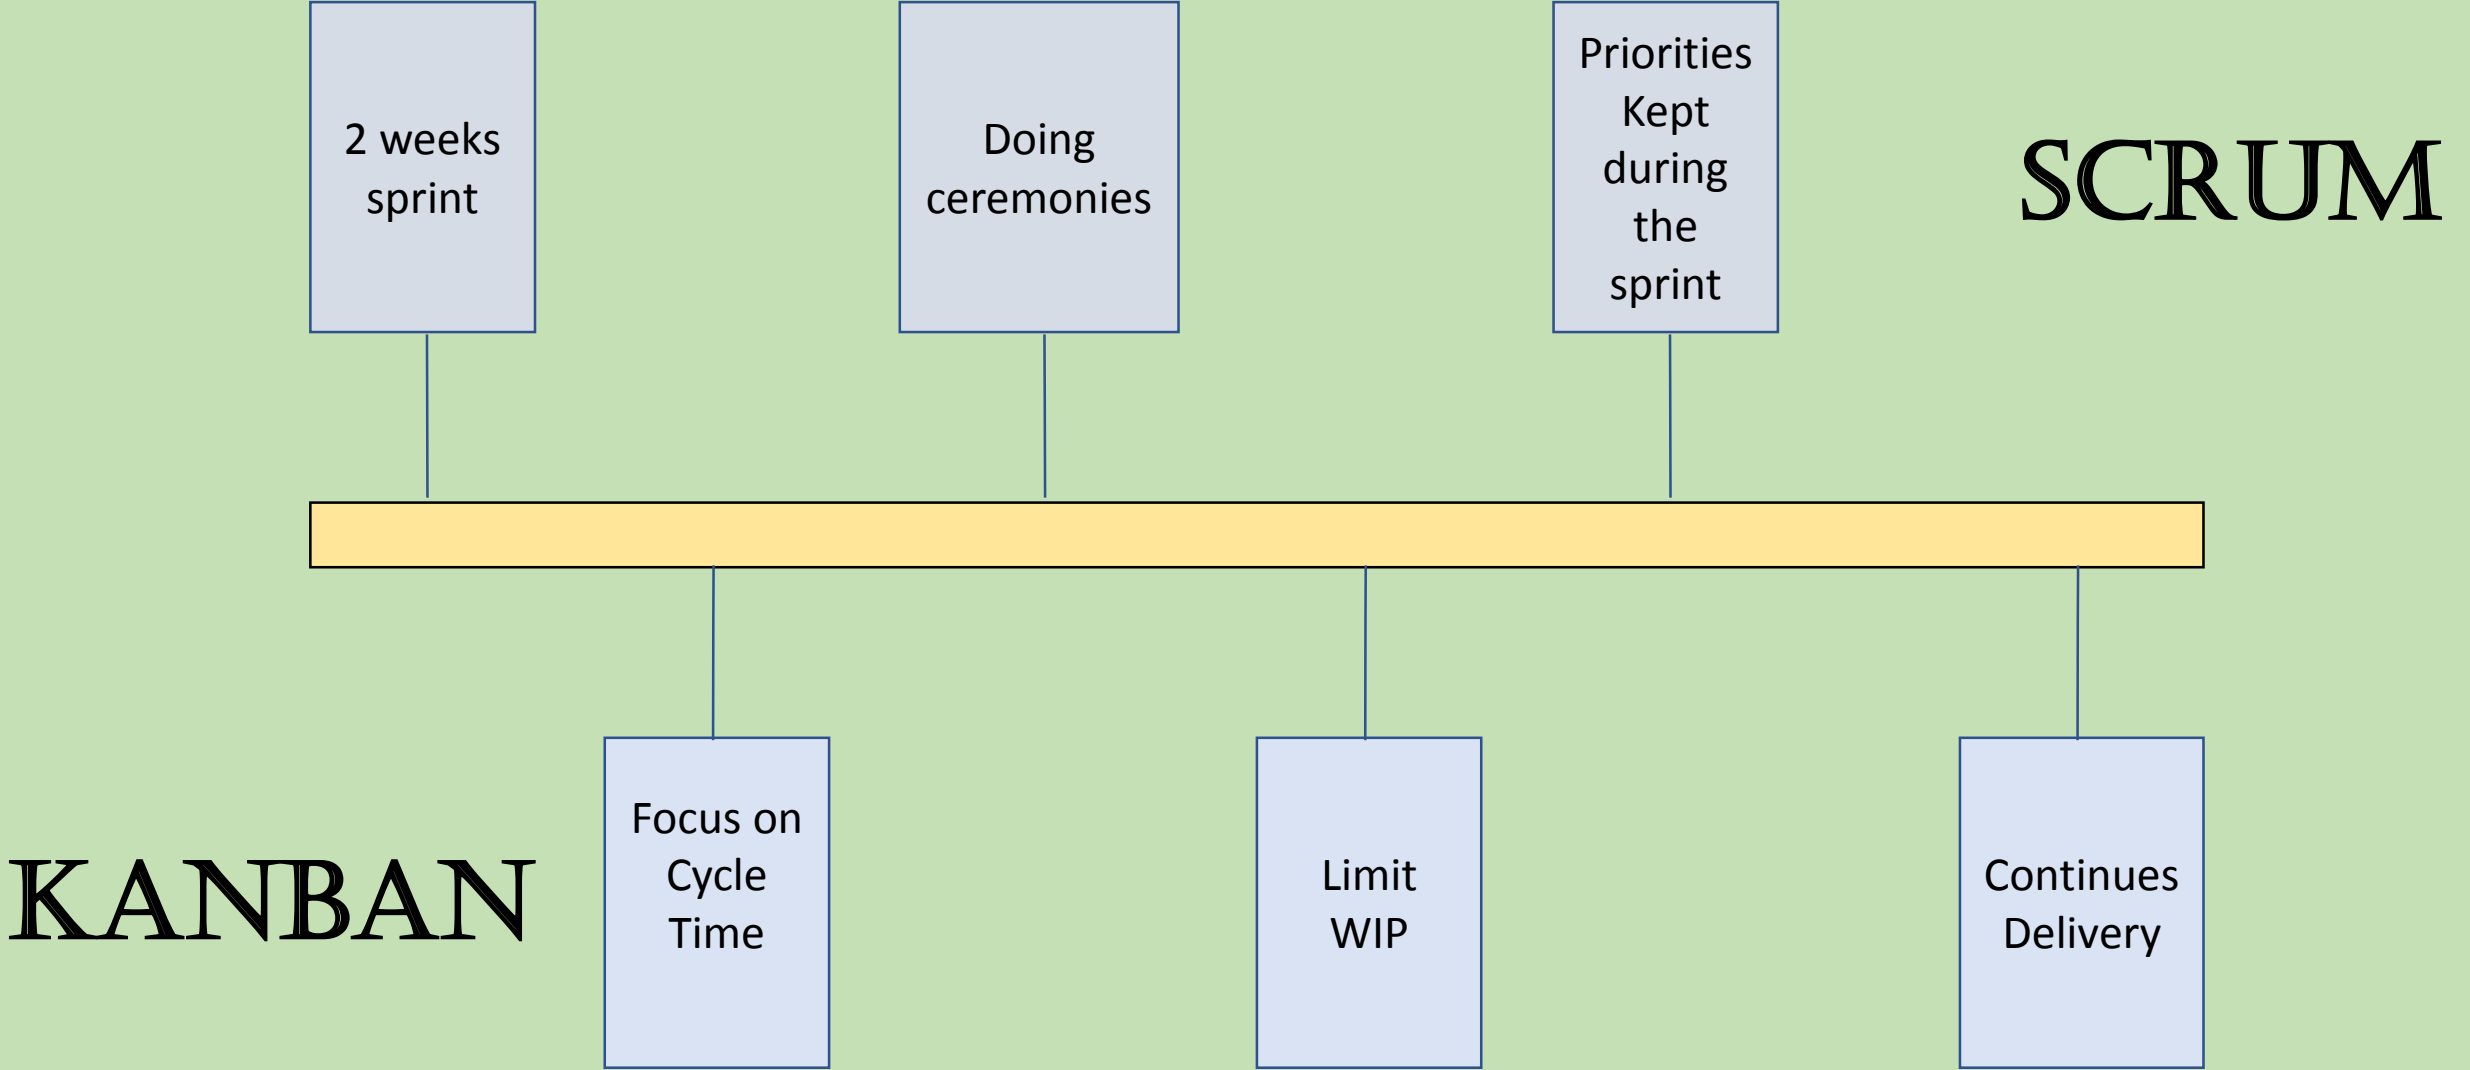 2 weeks
sprint
Doing
ceremonies
Priorities
Kept
during
the
sprint
SCRUM
KANBAN
Focus on
Cycle
Time
Limit
WIP
Continues
Delivery